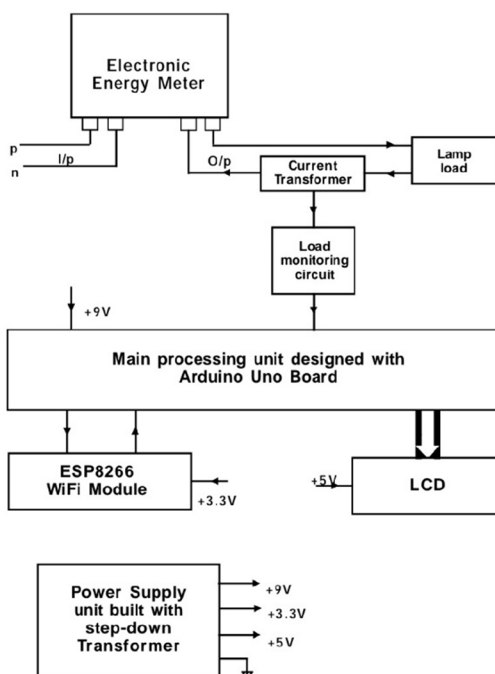 Electronic
Energy Meter
p
I/p
n
O/p
Current
Transformer
Lamp
load
Load
monitoring
circuit
+9V
Main processing unit designed with
Arduino Uno Board
ESP8266
WiFi Module
+3.3V
+5V
LCD
Power Supply
unit built with
step-down
Transformer
+9V
+3.3V
+5V